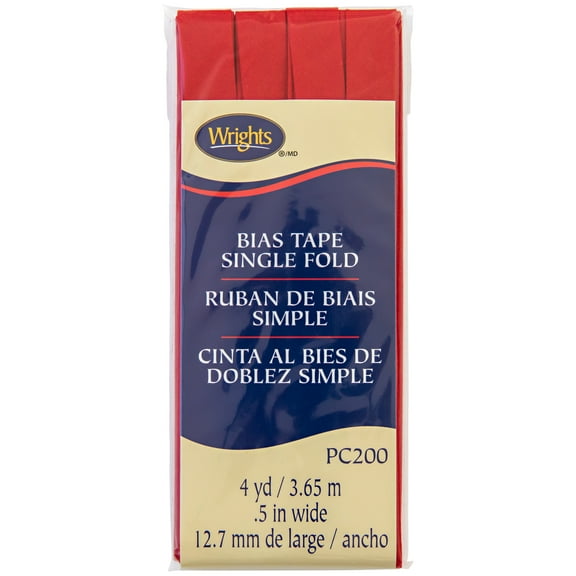 Wrights
®/MD
BIAS TAPE
SINGLE FOLD
RUBAN DE BIAIS
SIMPLE
CINTA AL BIES DE
DOBLEZ SIMPLE
PC200
4 yd / 3.65 m
.5 in wide
12.7 mm de large / ancho